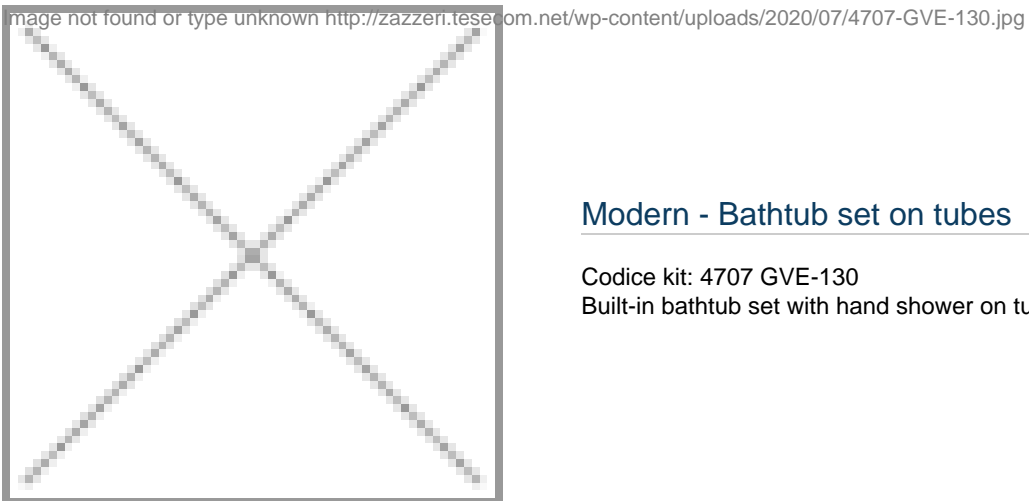 Image not found or type unknown http://zazzeri.tesecom.net/wp-content/uploads/2020/07/4707-GVE-130.jpg
Modern - Bathtub set on tubes
Codice kit: 4707 GVE-130
Built-in bathtub set with hand shower on